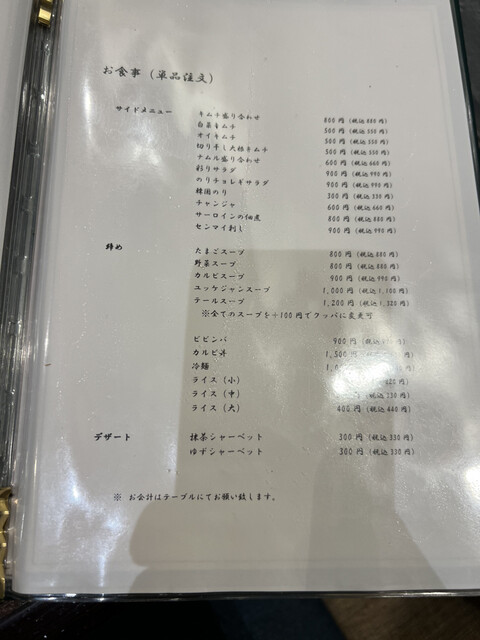 お食事（単品注文）
サイドメニュー
キムチ盛り合わせ 800円（税込880円）
白菜キムチ 500円（税込550円）
オイキムチ 500円（税込550円）
切り干し大根キムチ 500円（税込550円）
ナムル盛り合わせ 600円（税込660円）
彩りサラダ 900円（税込990円）
のりチョレギサラダ 900円（税込990円）
韓国のり 300円（税込330円）
チャンジャ 600円（税込660円）
サーロインの佃煮 800円（税込880円）
センマイ刺し 900円（税込990円）
締め
たまごスープ 800円（税込880円）
野菜スープ 800円（税込880円）
カルビスープ 900円（税込990円）
ユッケジャンスープ 1,000円（税込1,100円）
テールスープ 1,200円（税込1,320円）
※全てのスープを＋100円でクッパに変更可
ビビンバ 900円（税込
カルビ丼 1,500円（税込
冷麺
ライス（小）
ライス（中）
ライス（大） 400円（税込440円）
デザート
抹茶シャーベット 300円（税込330円）
ゆずシャーベット 300円（税込330円）
※ お会計はテーブルにてお願い致します。